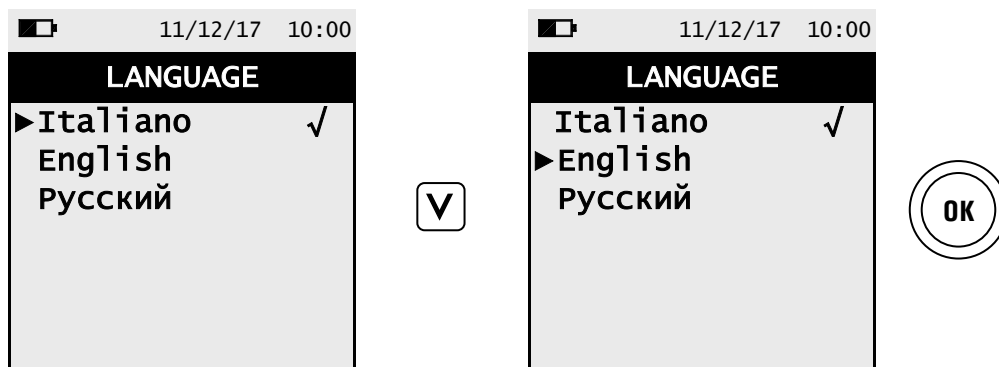 11/12/17 10:00
LANGUAGE
►Italiano √
English
Русский
V
11/12/17 10:00
LANGUAGE
Italiano √
►English
Русский
OK